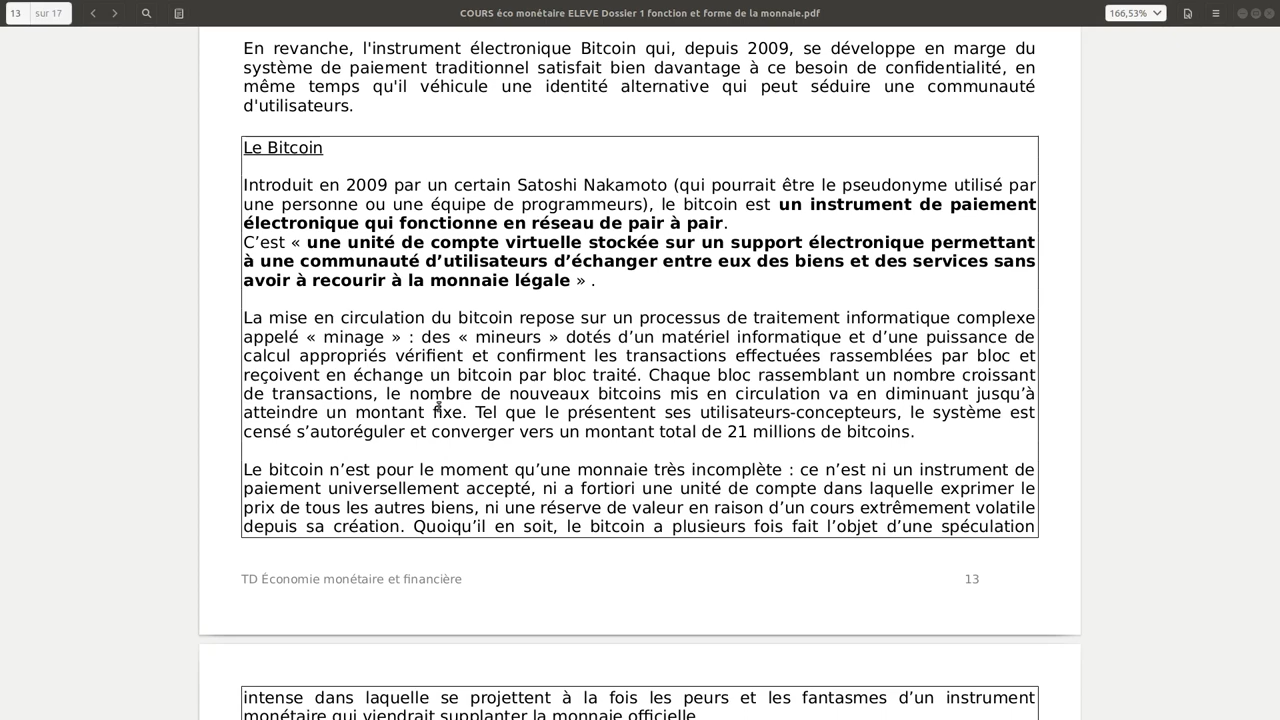 13 sur 17
COURS éco monétaire ELEVE Dossier 1 fonction et forme de la monnaie.pdf
166,53%
En revanche, l'instrument électronique Bitcoin qui, depuis 2009, se développe en marge du
système de paiement traditionnel satisfait bien davantage à ce besoin de confidentialité, en
même temps qu'il véhicule une identité alternative qui peut séduire une communauté
d'utilisateurs.
Le Bitcoin
Introduit en 2009 par un certain Satoshi Nakamoto (qui pourrait être le pseudonyme utilisé par
une personne ou une équipe de programmeurs), le bitcoin est un instrument de paiement
électronique qui fonctionne en réseau de pair à pair.
C’est « une unité de compte virtuelle stockée sur un support électronique permettant
à une communauté d’utilisateurs d’échanger entre eux des biens et des services sans
avoir à recourir à la monnaie légale » .
La mise en circulation du bitcoin repose sur un processus de traitement informatique complexe
appelé « minage » : des « mineurs » dotés d’un matériel informatique et d’une puissance de
calcul appropriés vérifient et confirment les transactions effectuées rassemblées par bloc et
reçoivent en échange un bitcoin par bloc traité. Chaque bloc rassemblant un nombre croissant
de transactions, le nombre de nouveaux bitcoins mis en circulation va en diminuant jusqu’à
atteindre un montant fixe. Tel que le présentent ses utilisateurs-concepteurs, le système est
censé s’autoréguler et converger vers un montant total de 21 millions de bitcoins.
Le bitcoin n’est pour le moment qu’une monnaie très incomplète : ce n’est ni un instrument de
paiement universellement accepté, ni a fortiori une unité de compte dans laquelle exprimer le
prix de tous les autres biens, ni une réserve de valeur en raison d’un cours extrêmement volatile
depuis sa création. Quoiqu’il en soit, le bitcoin a plusieurs fois fait l’objet d’une spéculation
TD Économie monétaire et financière 13
intense dans laquelle se projettent à la fois les peurs et les fantasmes d’un instrument
monétaire qui viendrait supplanter la monnaie officielle.